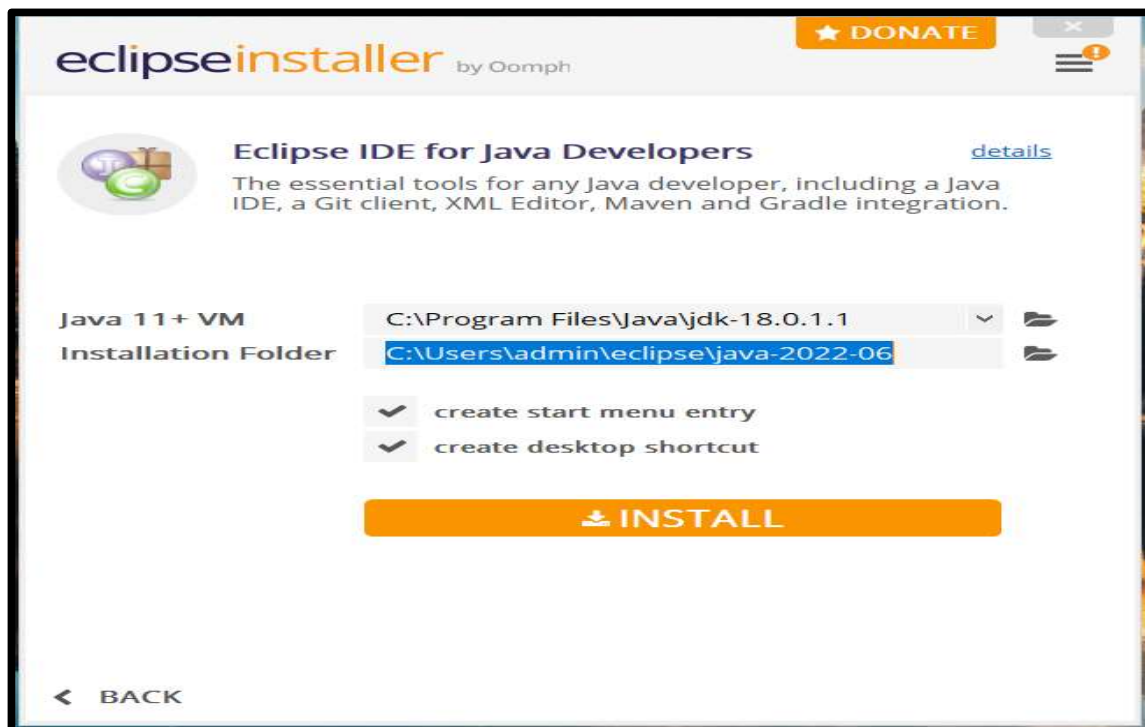 ★ DONATE
eclipseinstaller by Oomph
Eclipse IDE for Java Developers
details
The essential tools for any Java developer, including a Java
IDE, a Git client, XML Editor, Maven and Gradle integration.
Java 11+ VM
C:\Program Files\Java\jdk-18.0.1.1
Installation Folder
C:\Users\admin\eclipse\java-2022-06
create start menu entry
create desktop shortcut
INSTALL
BACK